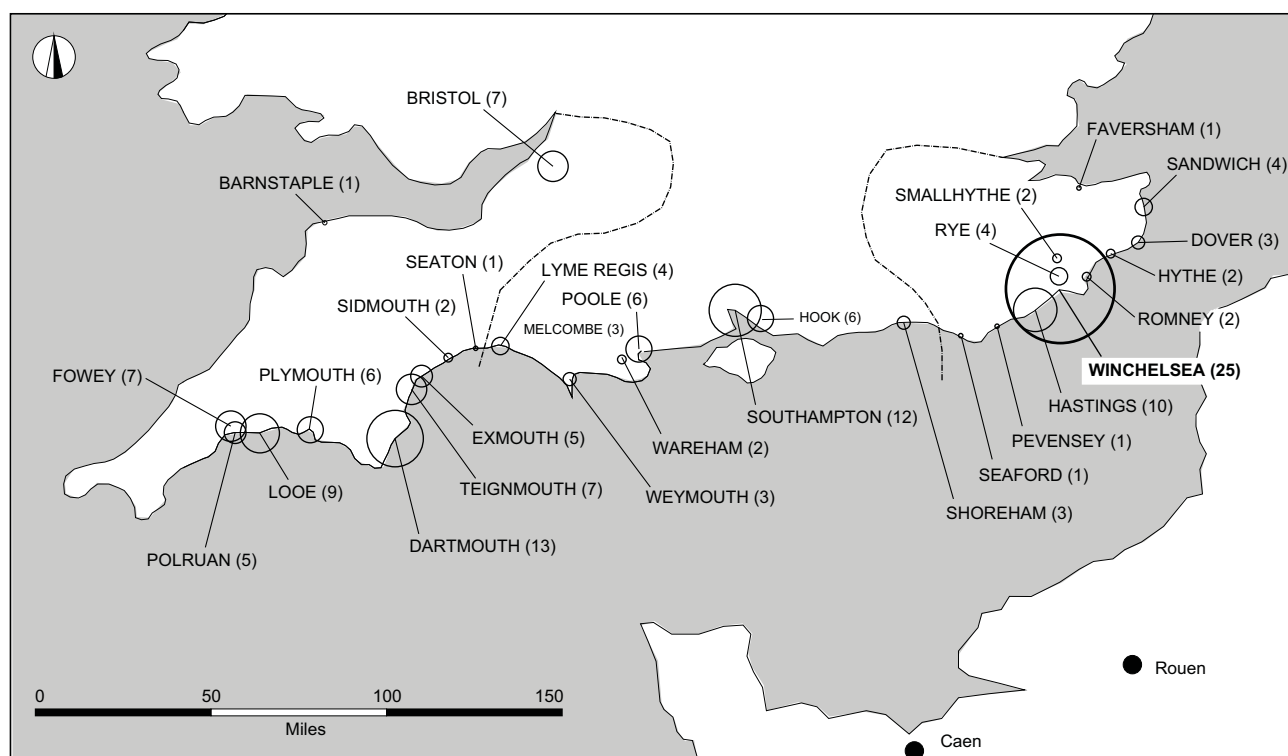 BRISTOL (7)
FAVERSHAM (1)
SANDWICH (4)
BARNSTAPLE (1)
SMALLHYTHE (2)
RYE (4)
DOVER (3)
SEATON (1)
LYME REGIS (4)
HYTHE (2)
SIDMOUTH (2)
POOLE (6)
MELCOMBE (3)
HOOK (6)
ROMNEY (2)
FOWEY (7)
PLYMOUTH (6)
WINCHELSEA (25)
SOUTHAMPTON (12)
HASTINGS (10)
EXMOUTH (5)
WAREHAM (2)
PEVENSEY (1)
LOOE (9)
TEIGNMOUTH (7)
WEYMOUTH (3)
SEAFORD (1)
SHOREHAM (3)
POLRUAN (5)
DARTMOUTH (13)
Rouen
0 50 100 150
Miles
Caen